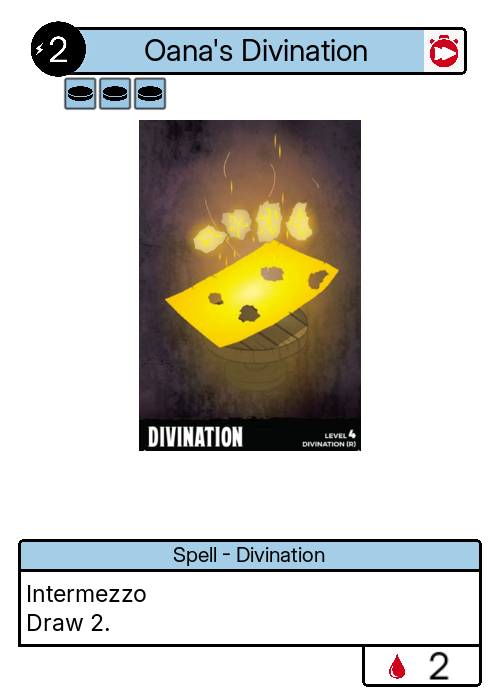 2
Oana's Divination
DIVINATION
LEVEL 4
DIVINATION (R)
Spell - Divination
Intermezzo
Draw 2.
2